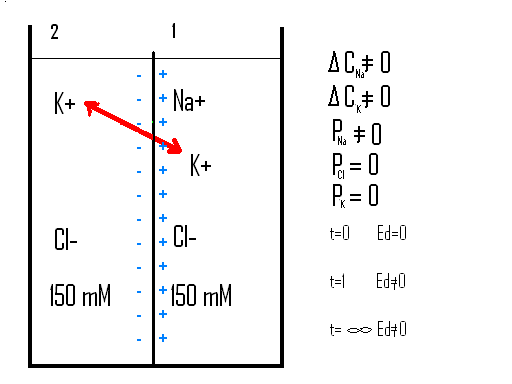 2 1
K+ Na+
K+
Cl- Cl-
150 mM 150 mM
ΔC_Na ≠ 0
ΔC_K ≠ 0
P_Na ≠ 0
P_Cl = 0
P_K = 0
t=0 Ed=0
t=1 Ed≠0
t= ∞ Ed≠0